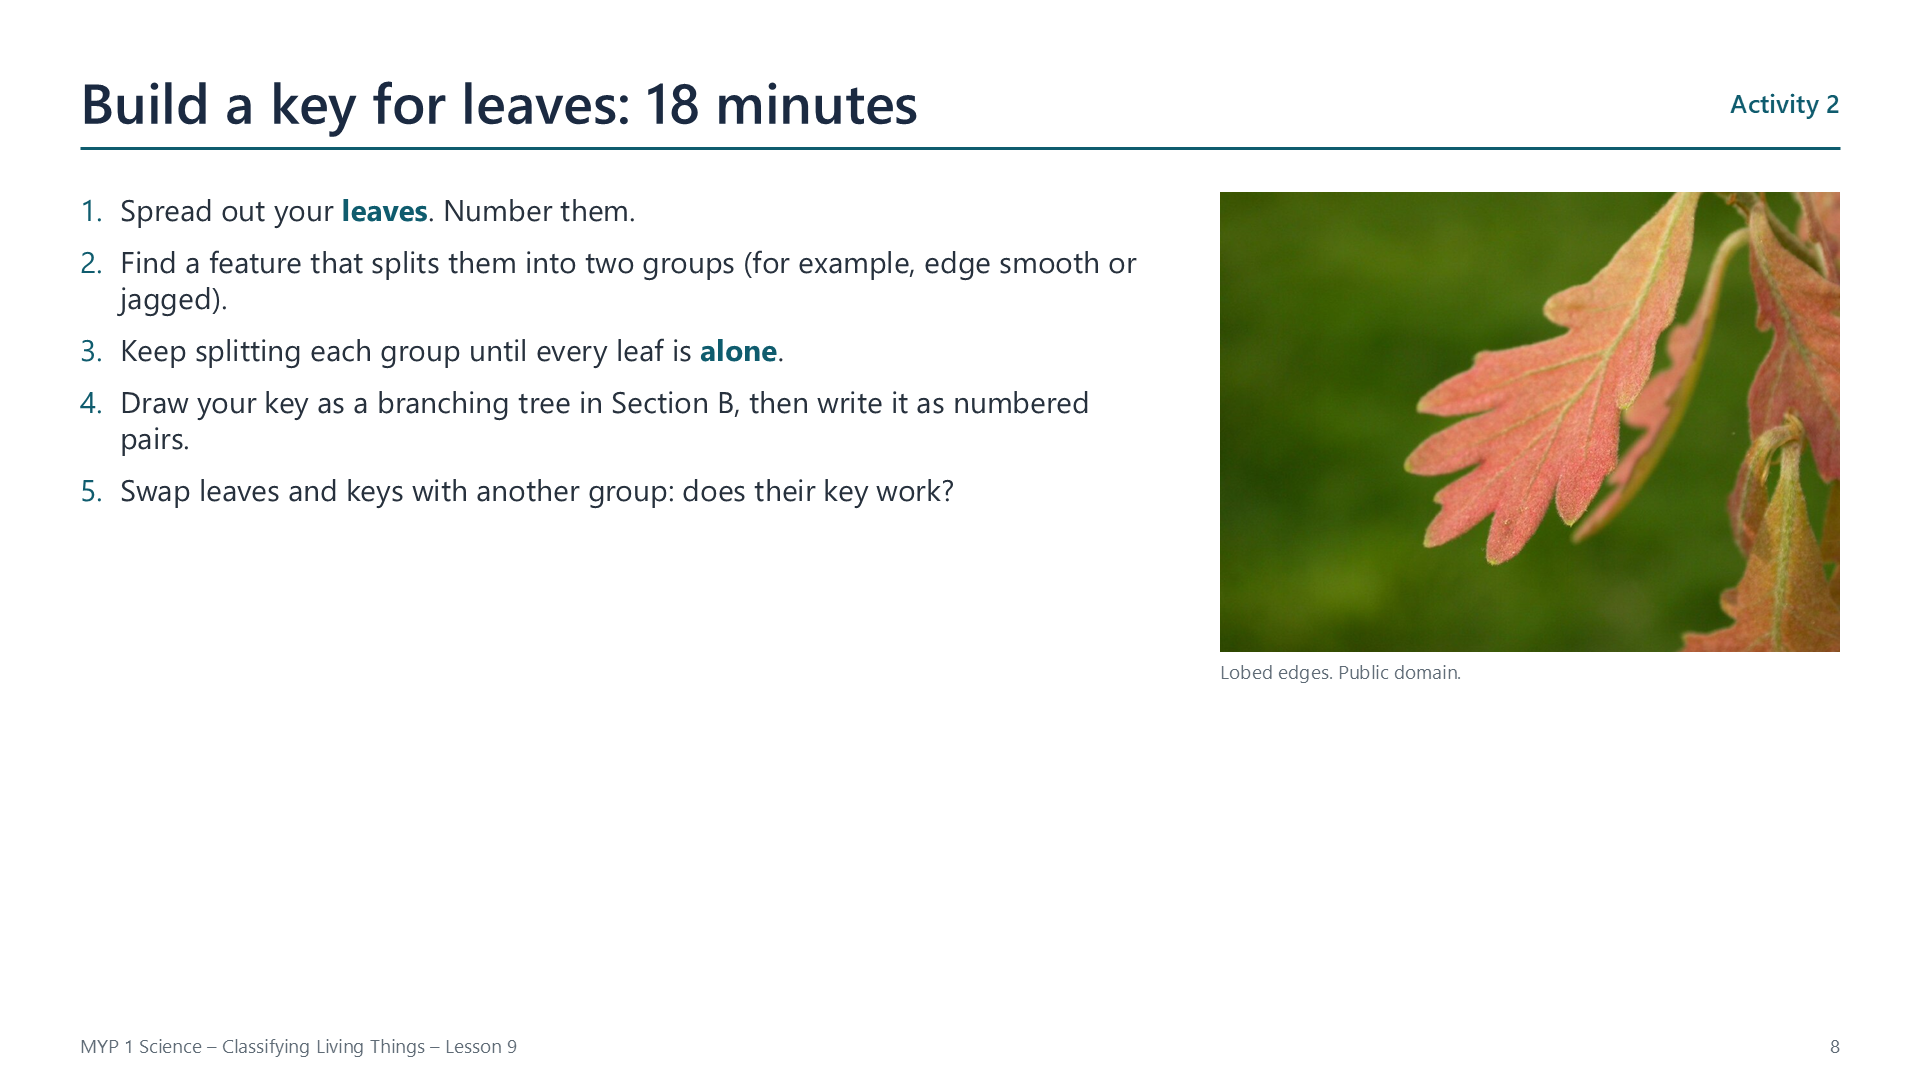 Build a key for leaves: 18 minutes
Activity 2
1. Spread out your leaves. Number them.
2. Find a feature that splits them into two groups (for example, edge smooth or
jagged).
3. Keep splitting each group until every leaf is alone.
4. Draw your key as a branching tree in Section B, then write it as numbered
pairs.
5. Swap leaves and keys with another group: does their key work?
Lobed edges. Public domain.
MYP 1 Science – Classifying Living Things – Lesson 9
8